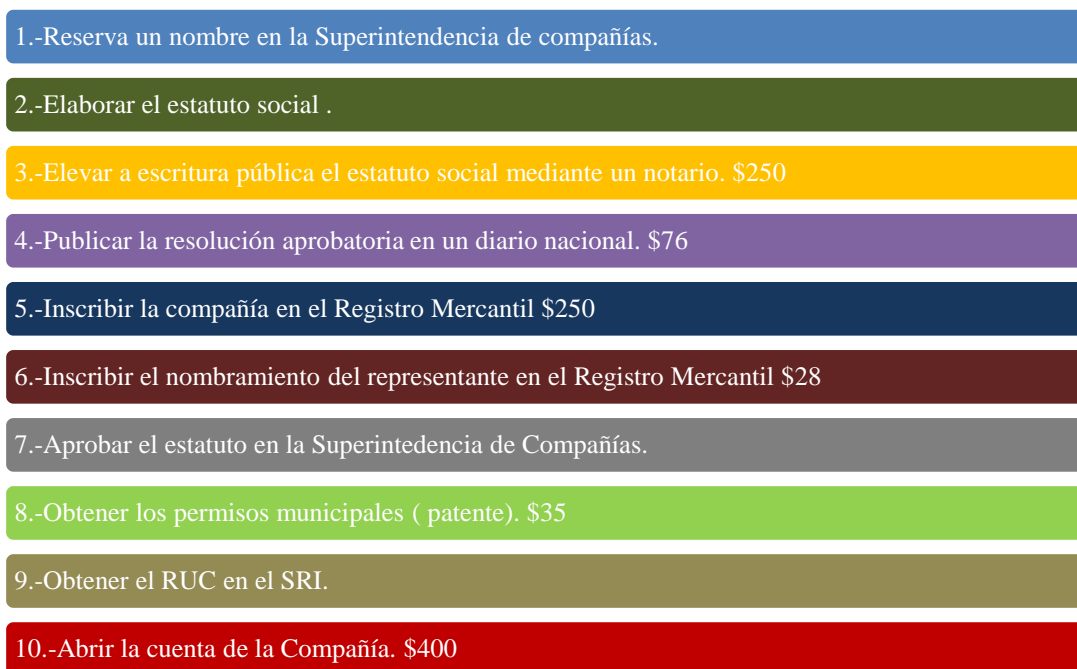 1.-Reserva un nombre en la Superintendencia de compañías.
2.-Elaborar el estatuto social .
3.-Elevar a escritura pública el estatuto social mediante un notario. $250
4.-Publicar la resolución aprobatoria en un diario nacional. $76
5.-Inscribir la compañía en el Registro Mercantil $250
6.-Inscribir el nombramiento del representante en el Registro Mercantil $28
7.-Aprobar el estatuto en la Superintedencia de Compañías.
8.-Obtener los permisos municipales ( patente). $35
9.-Obtener el RUC en el SRI.
10.-Abrir la cuenta de la Compañía. $400